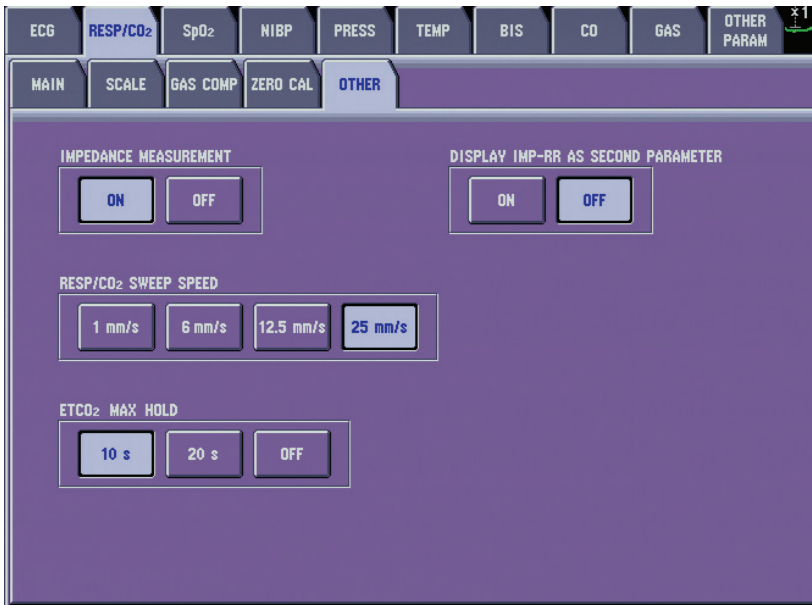 ECG RESP/CO₂ SpO₂ NIBP PRESS TEMP BIS CO GAS OTHER PARAM x1
MAIN SCALE GAS COMP ZERO CAL OTHER
IMPEDANCE MEASUREMENT DISPLAY IMP-RR AS SECOND PARAMETER
ON OFF ON OFF
RESP/CO₂ SWEEP SPEED
1 mm/s 6 mm/s 12.5 mm/s 25 mm/s
ETCO₂ MAX HOLD
10 s 20 s OFF